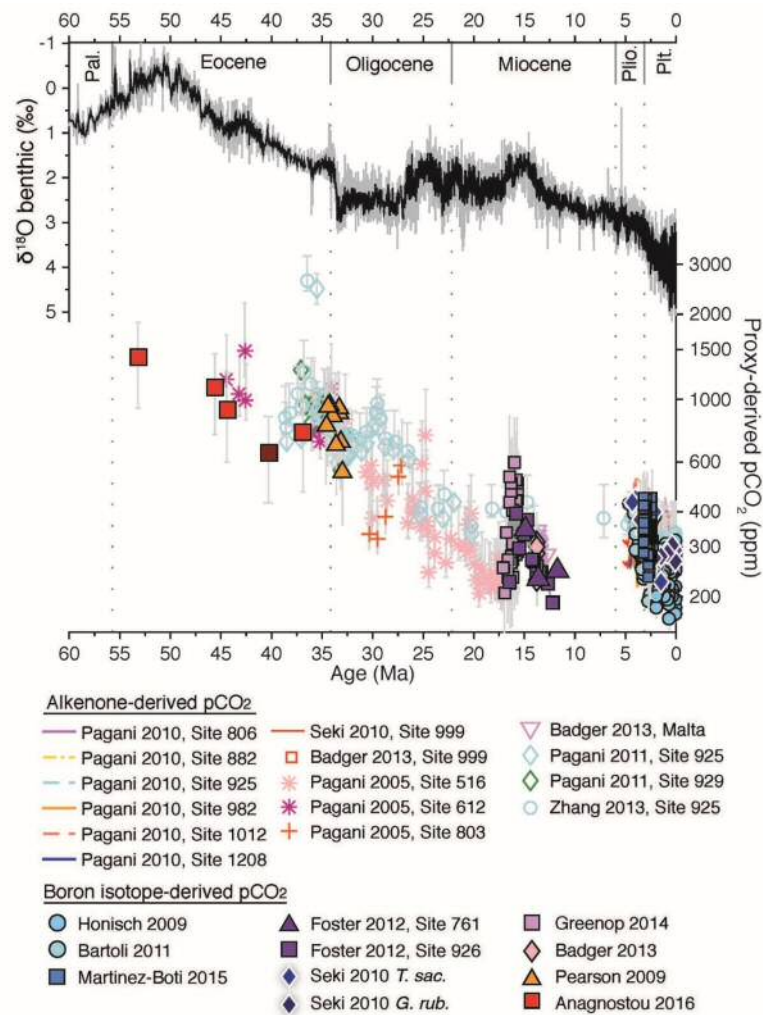 60 55 50 45 40 35 30 25 20 15 10 5 0
Pal. Eocene Oligocene Miocene Plio. Plt.
-1
0
1
2
3
4
5
δ18O benthic (‰)
3000
2000
1500
1000
600
400
300
200
Proxy-derived pCO2 (ppm)
60 55 50 45 40 35 30 25 20 15 10 5 0
Age (Ma)
Alkenone-derived pCO2
Pagani 2010, Site 806
Pagani 2010, Site 882
Pagani 2010, Site 925
Pagani 2010, Site 982
Pagani 2010, Site 1012
Pagani 2010, Site 1208
Seki 2010, Site 999
Badger 2013, Site 999
Pagani 2005, Site 516
Pagani 2005, Site 612
Pagani 2005, Site 803
Badger 2013, Malta
Pagani 2011, Site 925
Pagani 2011, Site 929
Zhang 2013, Site 925
Boron isotope-derived pCO2
Honisch 2009
Bartoli 2011
Martinez-Boti 2015
Foster 2012, Site 761
Foster 2012, Site 926
Seki 2010 T. sac.
Seki 2010 G. rub.
Greenop 2014
Badger 2013
Pearson 2009
Anagnostou 2016